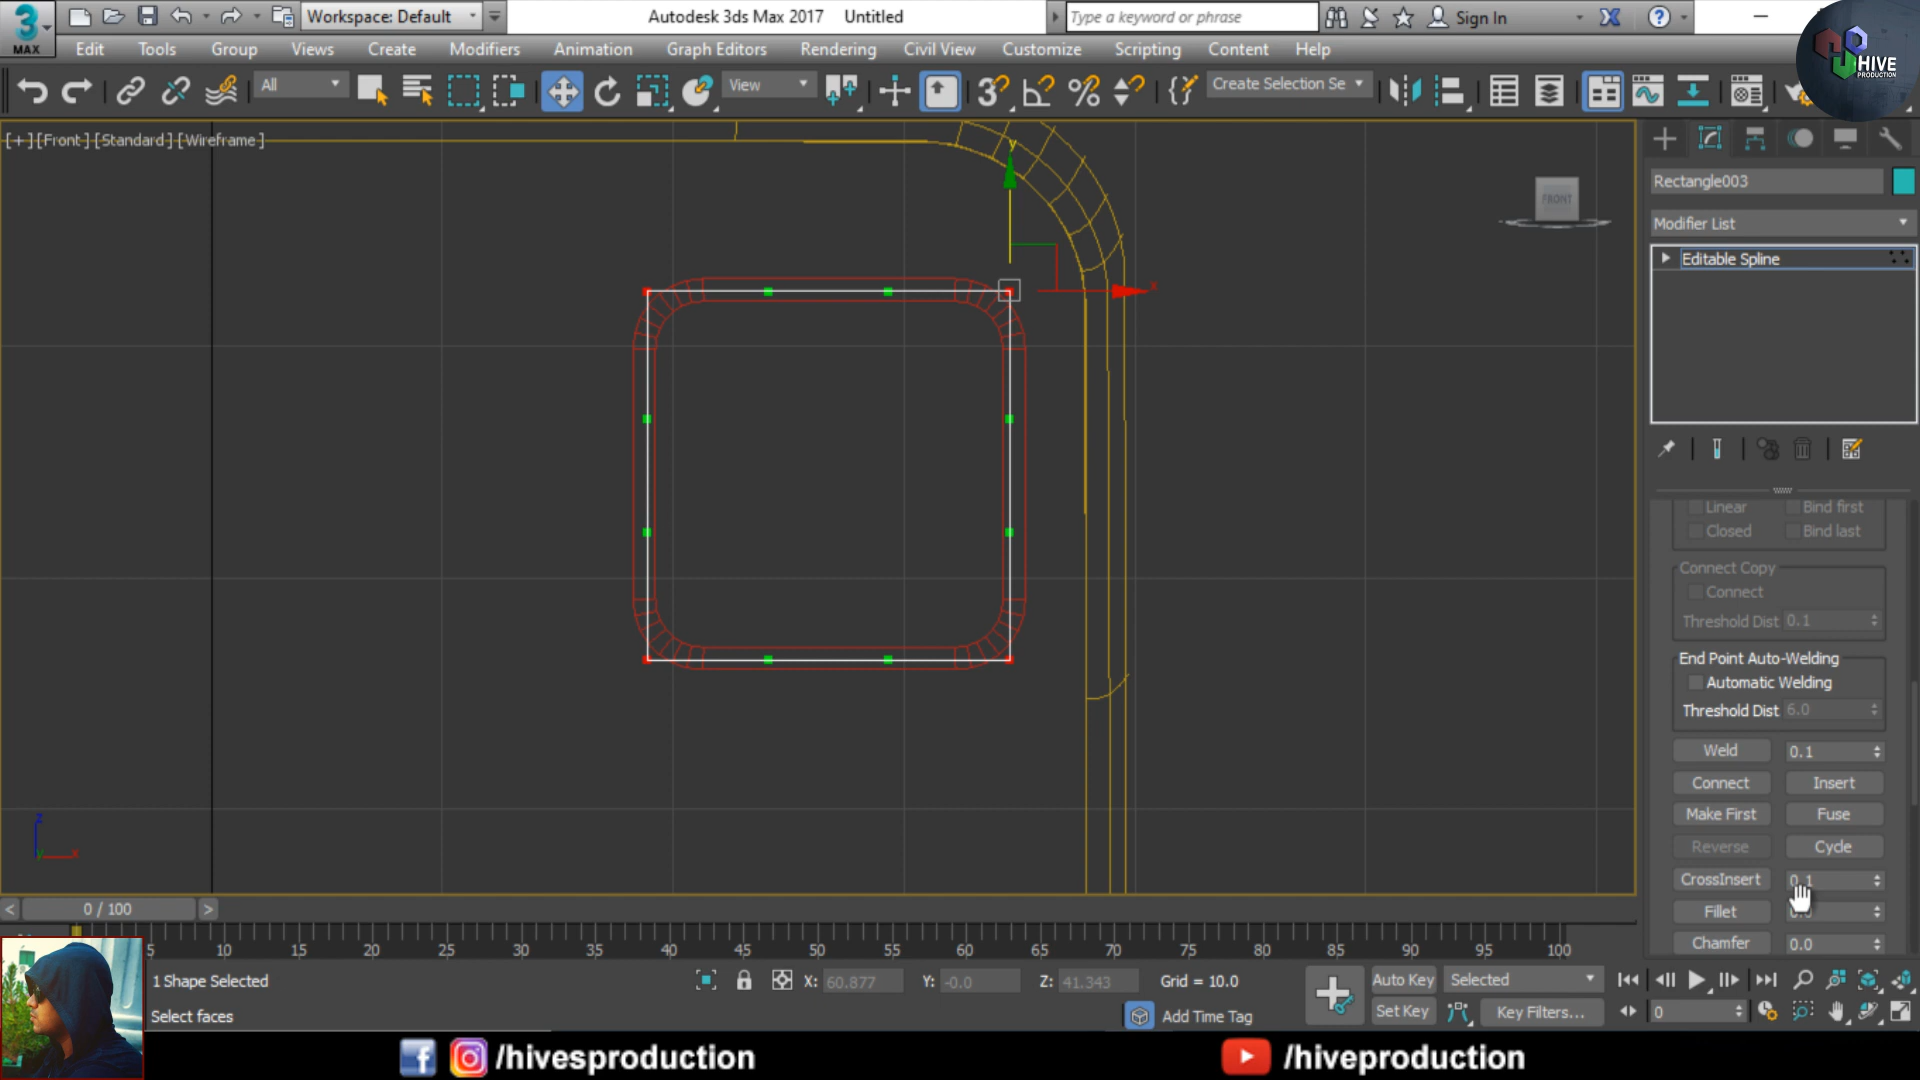 3
MAX
Workspace: Default
Autodesk 3ds Max 2017 Untitled
Type a keyword or phrase
Sign In
HIVE
PRODUCTION
Edit Tools Group Views Create Modifiers Animation Graph Editors Rendering Civil View Customize Scripting Content Help
All
View
3
Create Selection Se
[+] [Front] [Standard] [Wireframe]
FRONT
y
x
Rectangle003
Modifier List
Editable Spline
Linear Bind first
Closed Bind last
Connect Copy
Connect
Threshold Dist 0.1
End Point Auto-Welding
Automatic Welding
Threshold Dist 6.0
Weld 0.1
Connect Insert
Make First Fuse
Reverse Cycle
CrossInsert 0.1
Fillet
Chamfer 0.0
z
x
y
< 0 / 100 >
5 10 15 20 25 30 35 40 45 50 55 60 65 70 75 80 85 90 95 100
1 Shape Selected
X: 60.877 Y: -0.0 Z: 41.343 Grid = 10.0
Auto Key Selected
Select faces
Add Time Tag
Set Key Key Filters...
0
/hivesproduction
/hiveproduction